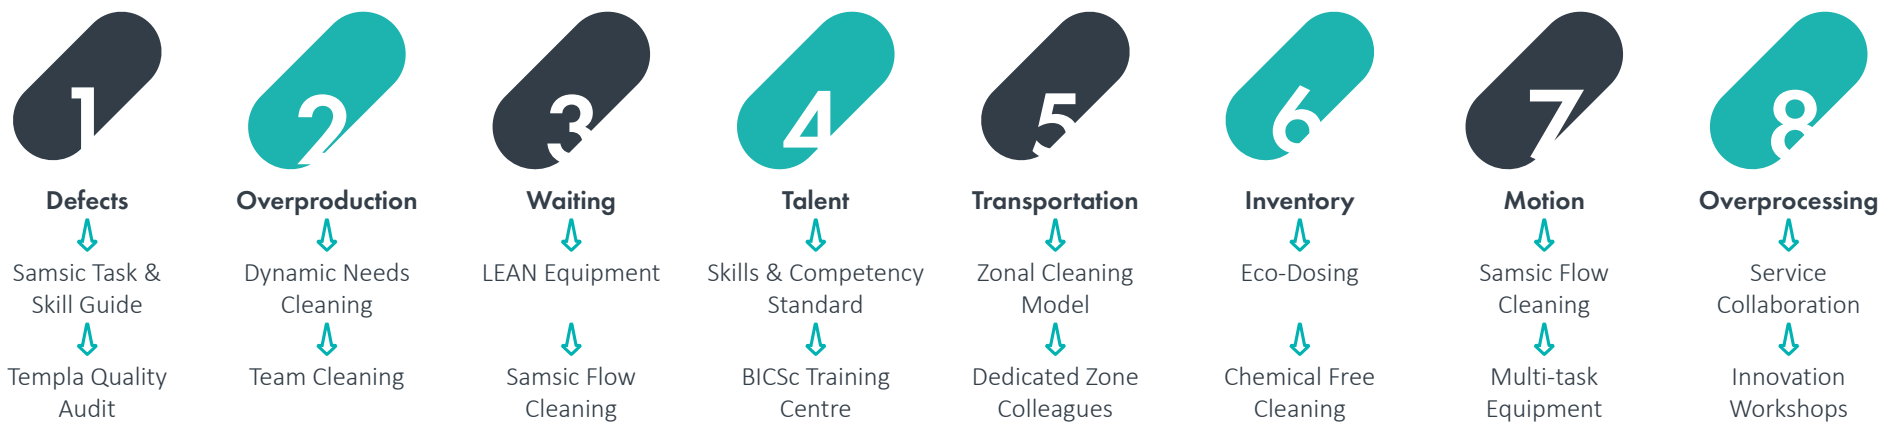 1
Defects
Samsic Task &
Skill Guide
Templa Quality
Audit
2
Overproduction
Dynamic Needs
Cleaning
Team Cleaning
3
Waiting
LEAN Equipment
Samsic Flow
Cleaning
4
Talent
Skills & Competency
Standard
BICSc Training
Centre
5
Transportation
Zonal Cleaning
Model
Dedicated Zone
Colleagues
6
Inventory
Eco-Dosing
Chemical Free
Cleaning
7
Motion
Samsic Flow
Cleaning
Multi-task
Equipment
8
Overprocessing
Service
Collaboration
Innovation
Workshops